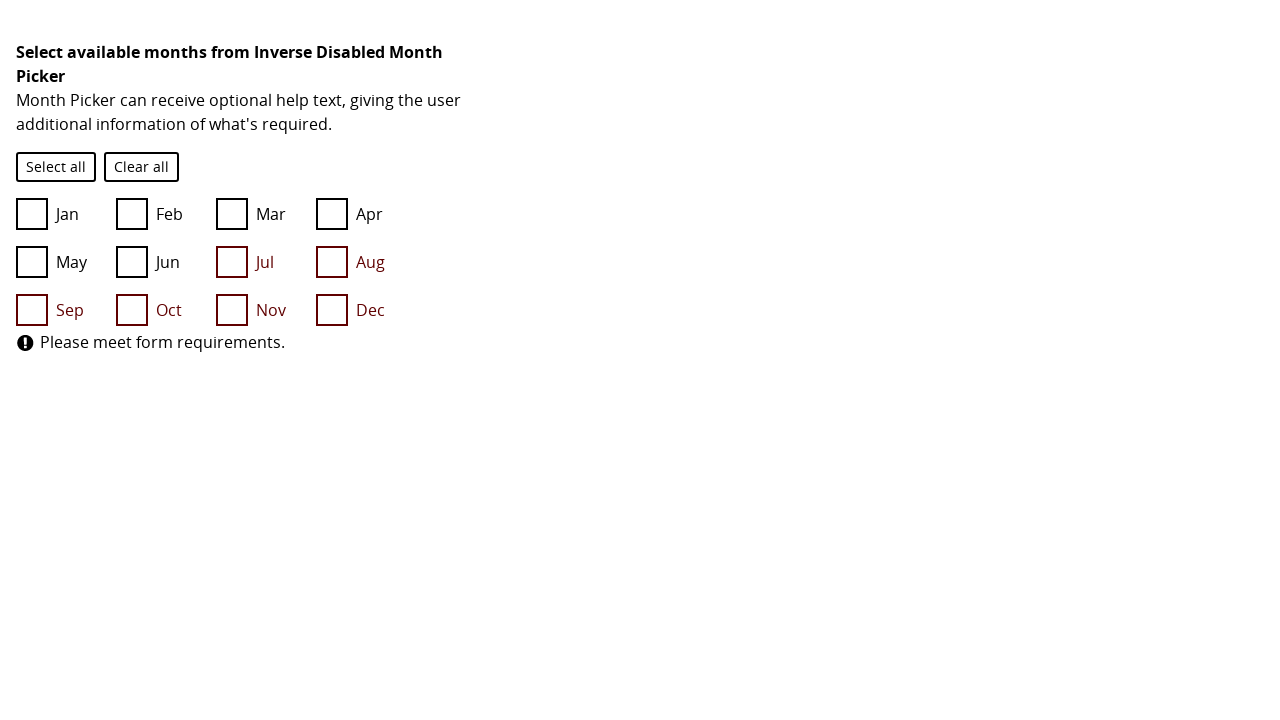 Select available months from Inverse Disabled Month
Picker
Month Picker can receive optional help text, giving the user
additional information of what's required.
Select all Clear all
Jan Feb Mar Apr
May Jun Jul Aug
Sep Oct Nov Dec
Please meet form requirements.